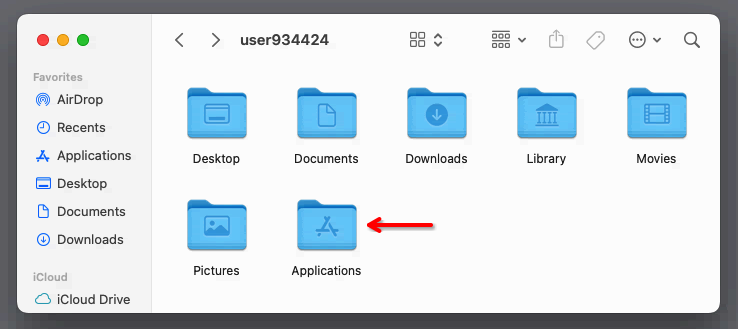 user934424
Favorites
AirDrop
Recents
Applications
Desktop
Documents
Downloads
iCloud
iCloud Drive
Desktop
Documents
Downloads
Library
Movies
Pictures
Applications